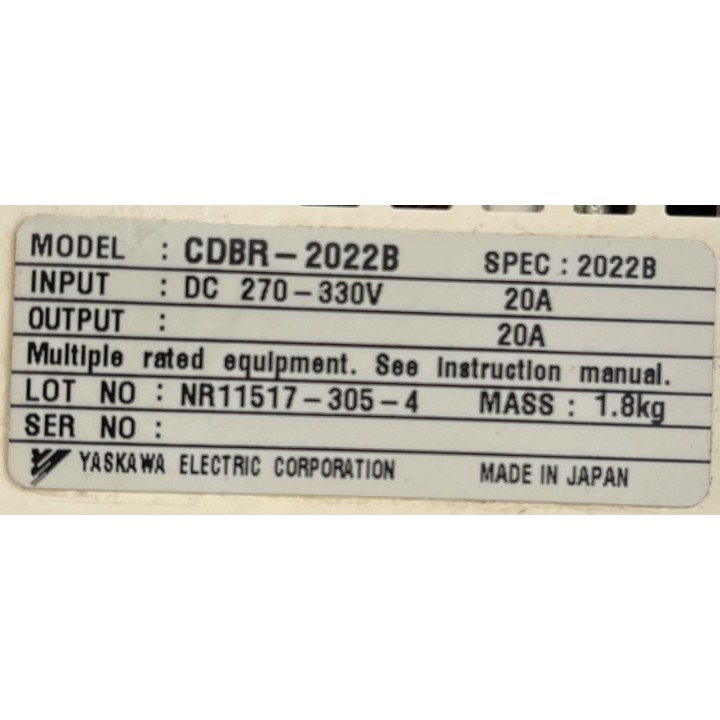 MODEL : CDBR-2022B SPEC : 2022B
INPUT : DC 270-330V 20A
OUTPUT : 20A
Multiple rated equipment. See instruction manual.
LOT NO : NR11517-305-4 MASS : 1.8kg
SER NO :
YASKAWA ELECTRIC CORPORATION MADE IN JAPAN